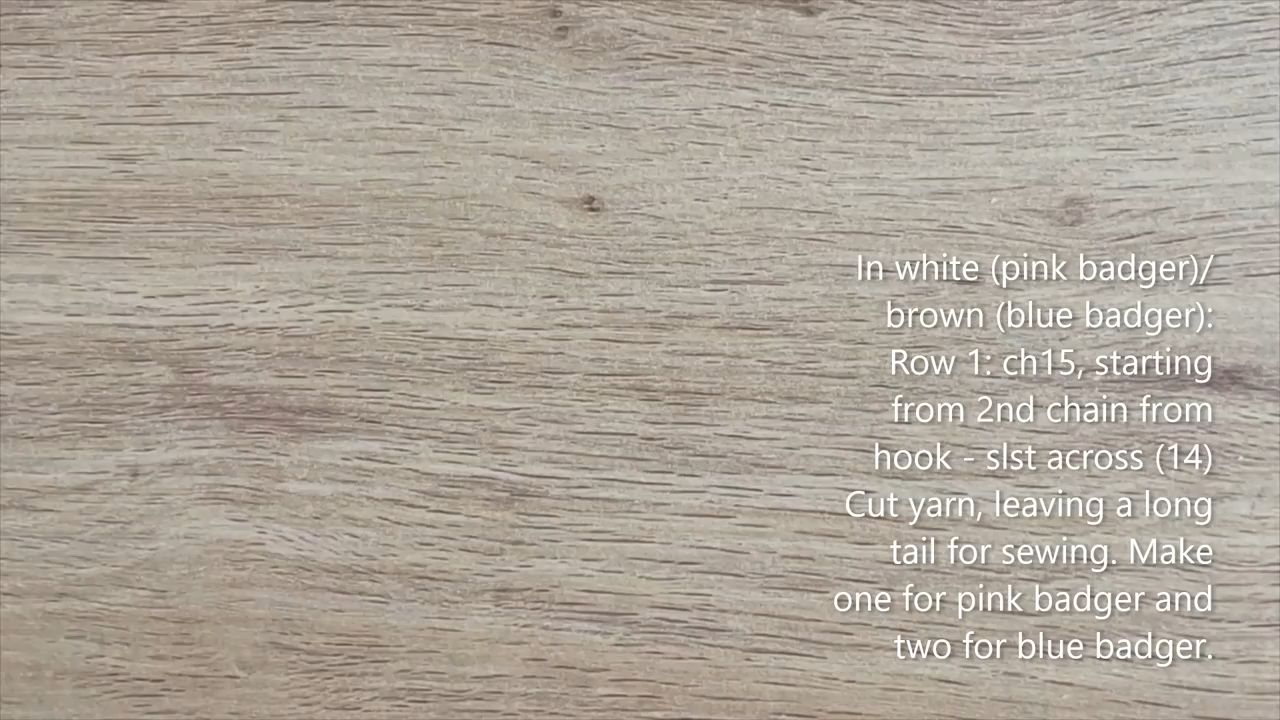 In white (pink badger)/
brown (blue badger):
Row 1: ch15, starting
from 2nd chain from
hook - slst across (14)
Cut yarn, leaving a long
tail for sewing. Make
one for pink badger and
two for blue badger.